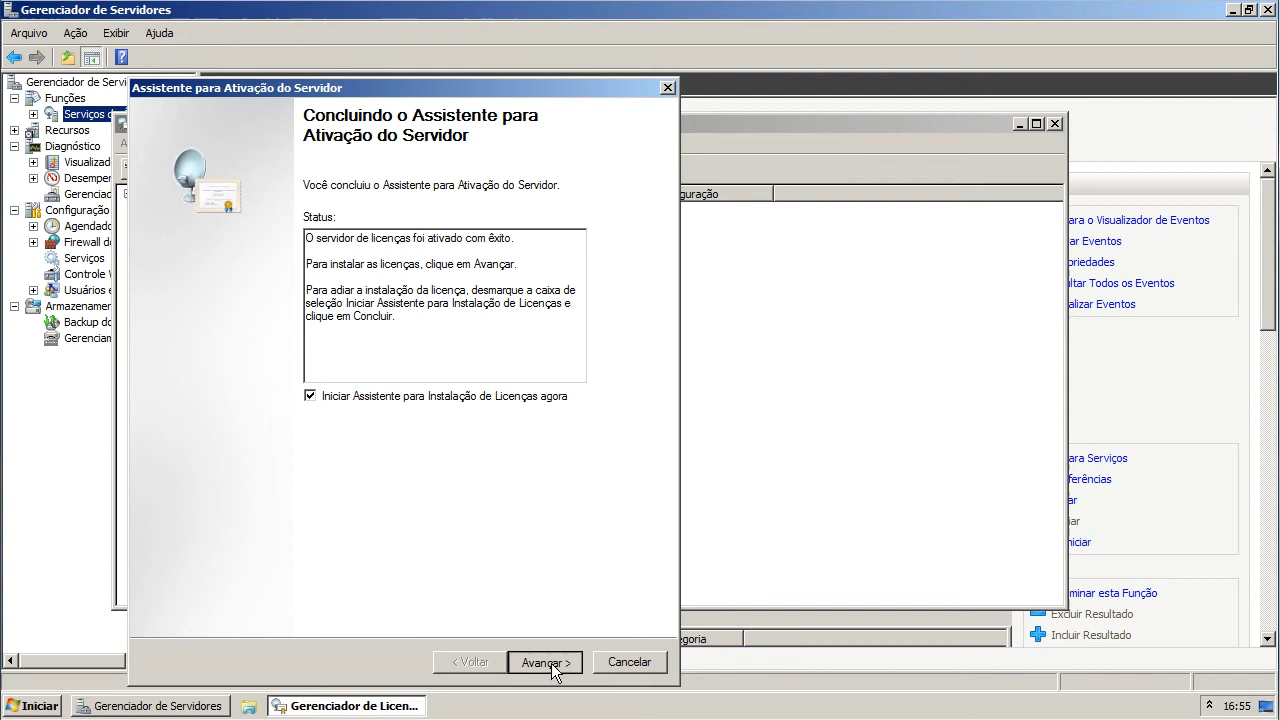 Gerenciador de Servidores
Arquivo Ação Exibir Ajuda
Gerenciador de Servi
Funções
Serviços d
Recursos
Diagnóstico
Visualizad
Desemper
Gerenciad
Configuração
Agendado
Firewall d
Serviços
Controle W
Usuários e
Armazenamen
Backup do
Gerenciam
Assistente para Ativação do Servidor
Concluindo o Assistente para
Ativação do Servidor
Você concluiu o Assistente para Ativação do Servidor.
Status:
O servidor de licenças foi ativado com êxito.
Para instalar as licenças, clique em Avançar.
Para adiar a instalação da licença, desmarque a caixa de
seleção Iniciar Assistente para Instalação de Licenças e
clique em Concluir.
Iniciar Assistente para Instalação de Licenças agora
< Voltar Avançar > Cancelar
guração
ara o Visualizador de Eventos
ar Eventos
priedades
ultar Todos os Eventos
alizar Eventos
ara Serviços
ferências
ar
iar
niciar
minar esta Função
Excluir Resultado
Incluir Resultado
egoria
Iniciar Gerenciador de Servidores Gerenciador de Licen... 16:55